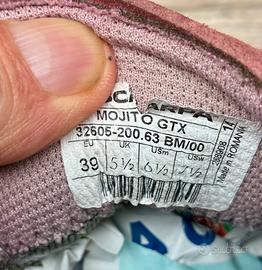 SCARPA
MOJITO GTX
32605-200.63 BM/00
EU UK USm USw
39 5½ 6½ 7½
Made in ROMANIA